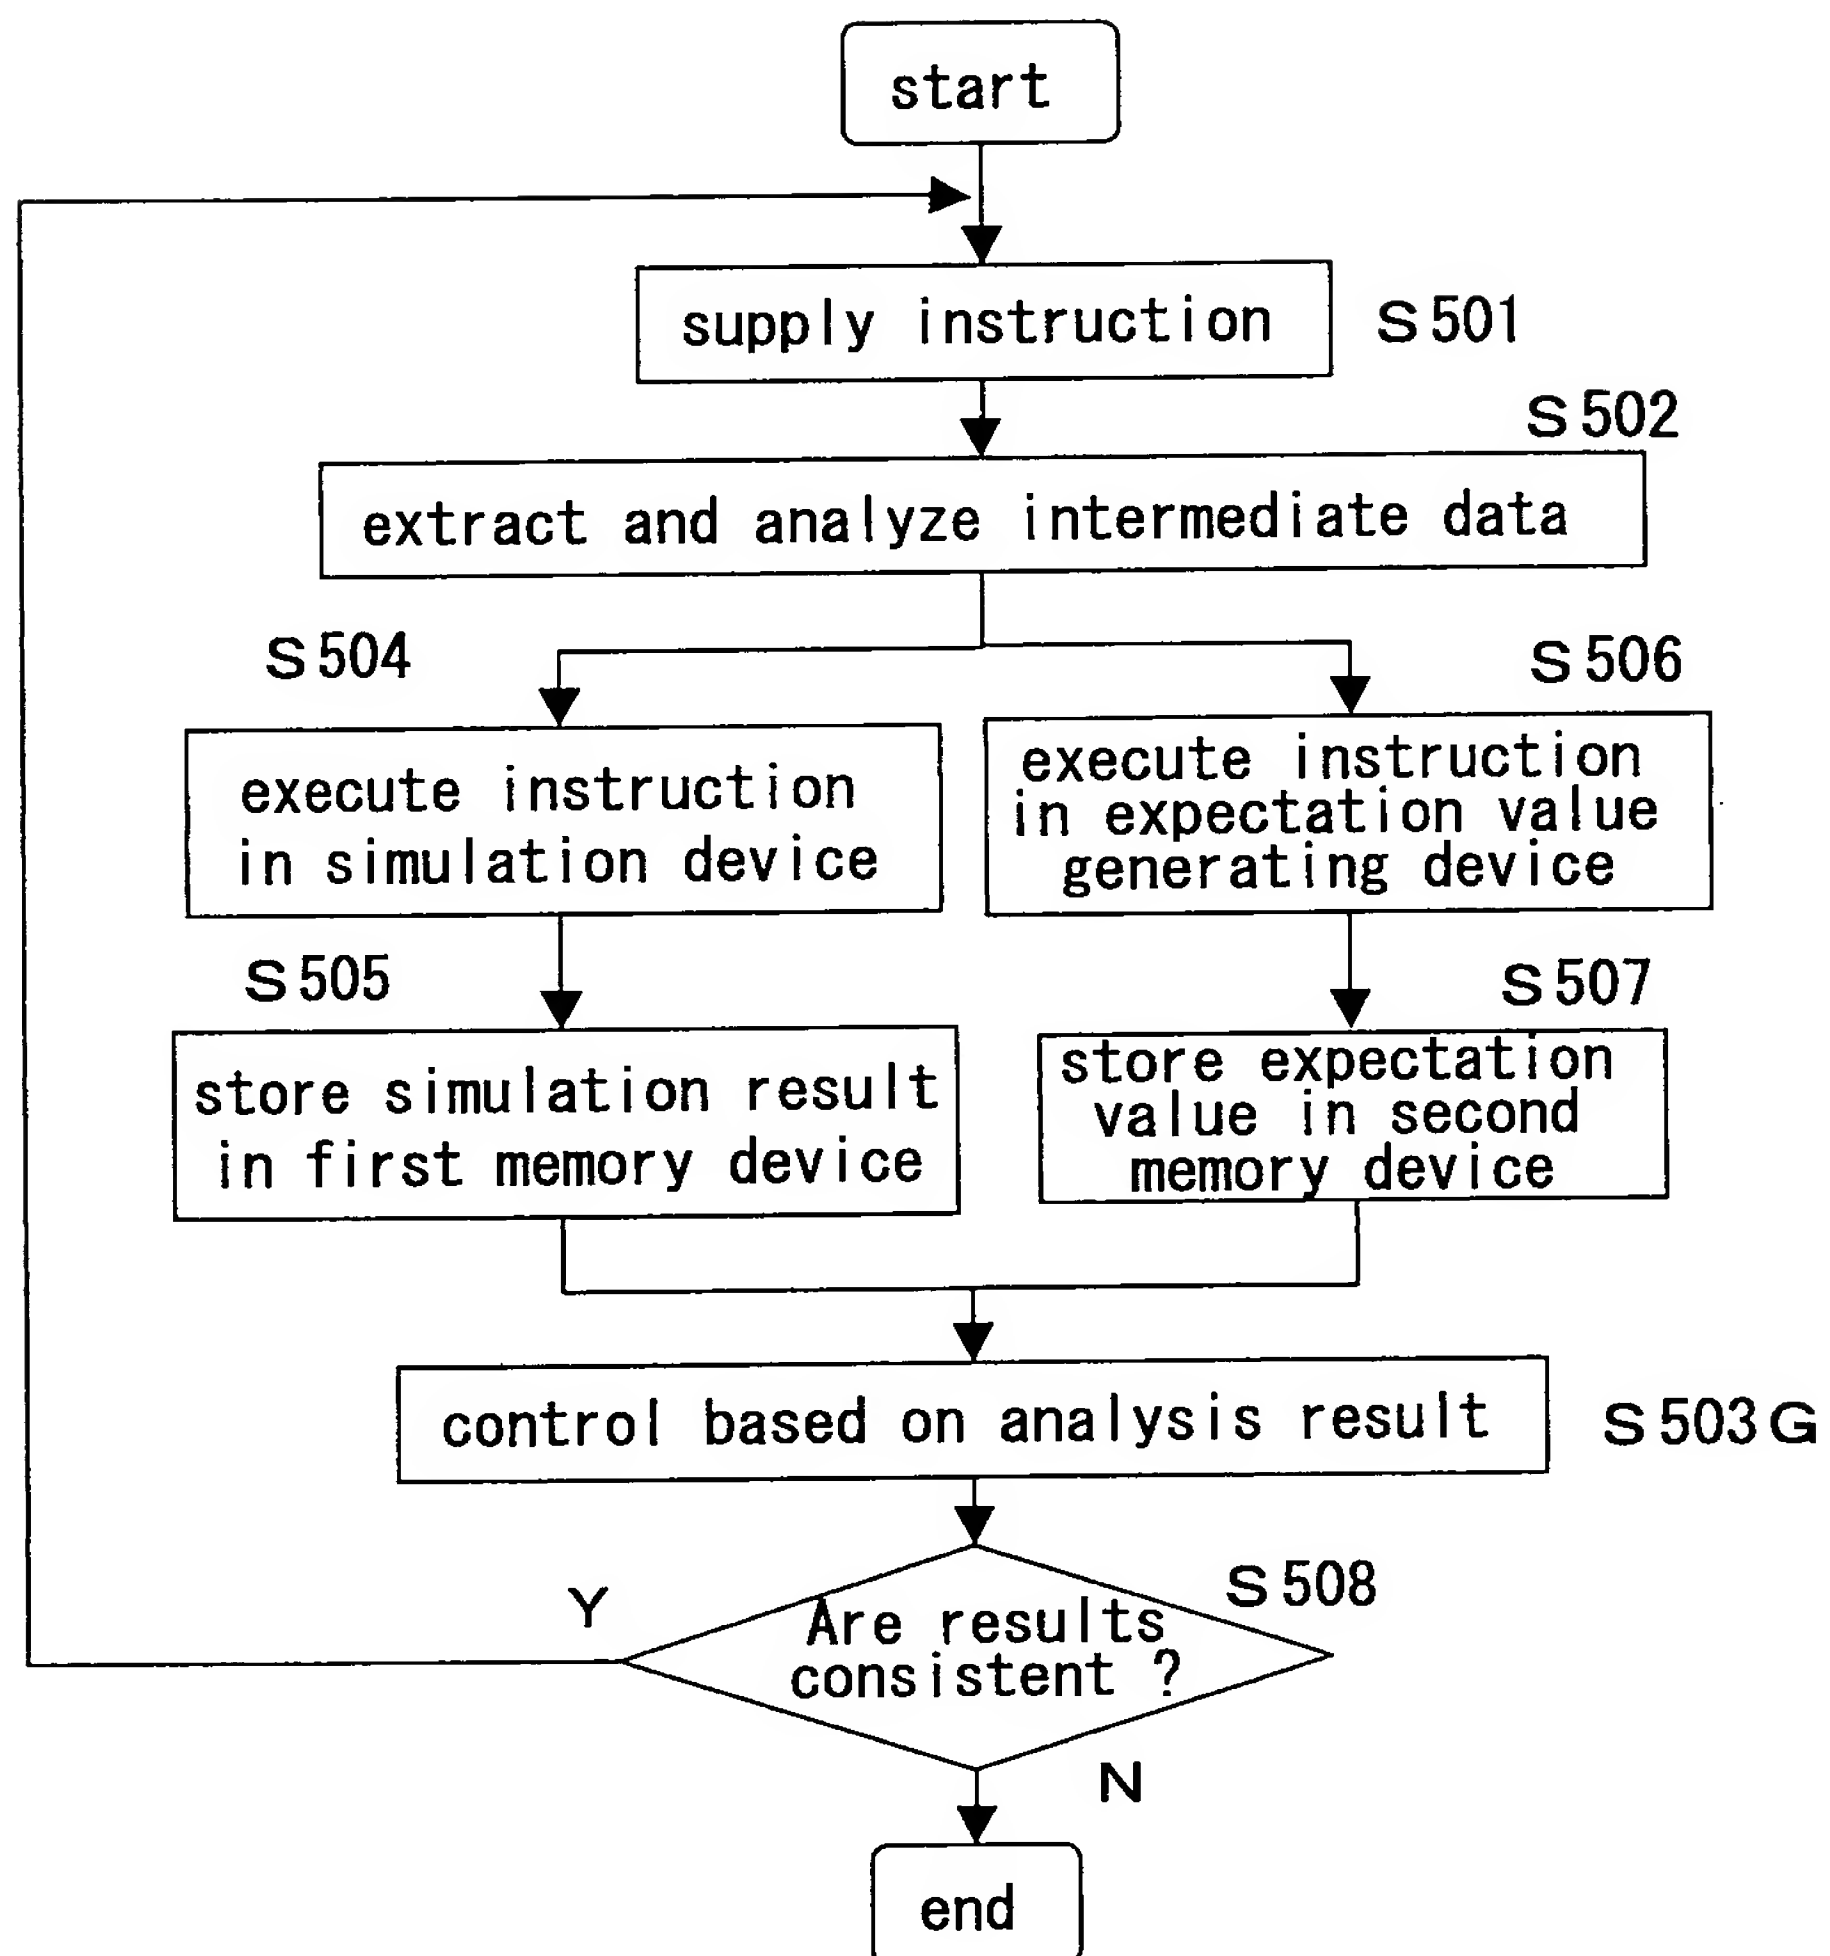 start
supply instruction
S501
S502
extract and analyze intermediate data
S504
S506
execute instruction
in simulation device
execute instruction
in expectation value
generating device
S505
S507
store simulation result
in first memory device
store expectation
value in second
memory device
control based on analysis result
S503G
Y
S508
Are results
consistent ?
N
end